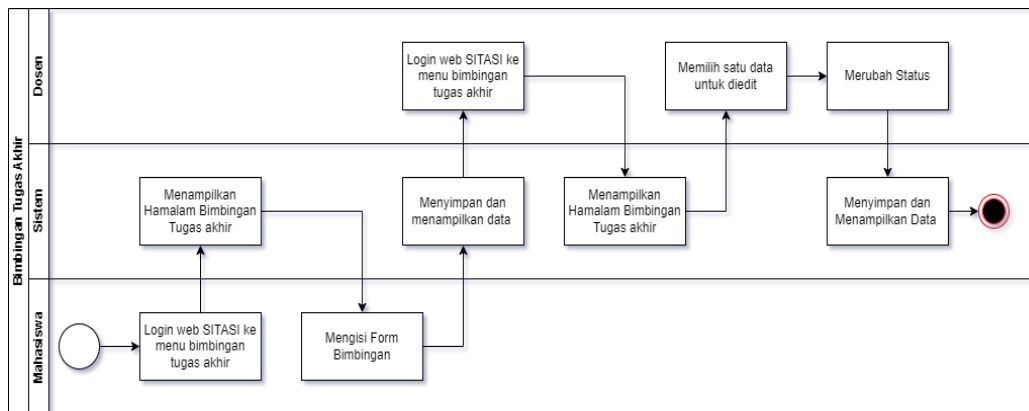 Bimbingan Tugas Akhir
Dosen
Login web SITASI ke
menu bimbingan
tugas akhir
Memilih satu data
untuk diedit
Merubah Status
Sistem
Menampilkan
Hamalam Bimbingan
Tugas akhir
Menyimpan dan
menampilkan data
Menampilkan
Hamalam Bimbingan
Tugas akhir
Menyimpan dan
Menampilkan Data
Mahasiswa
Login web SITASI ke
menu bimbingan
tugas akhir
Mengisi Form
Bimbingan